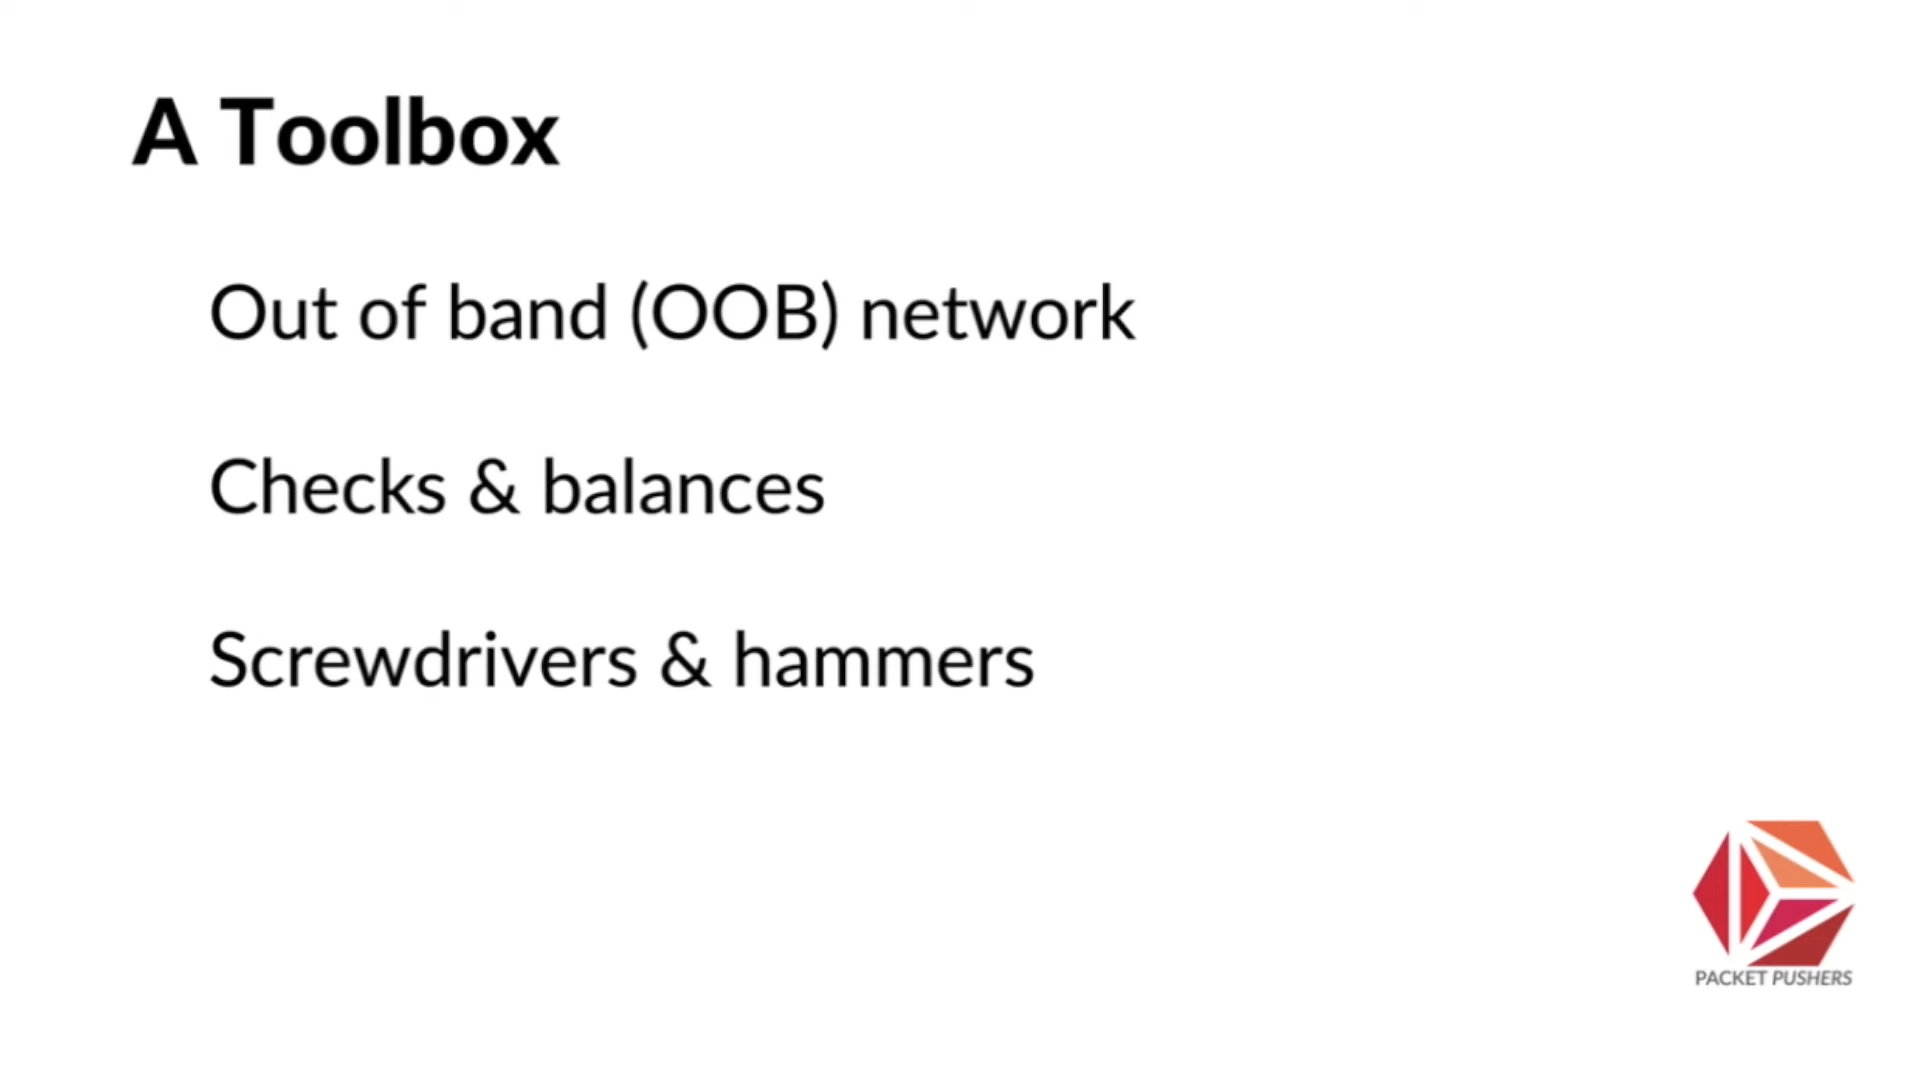 A Toolbox
Out of band (OOB) network
Checks & balances
Screwdrivers & hammers
PACKET PUSHERS